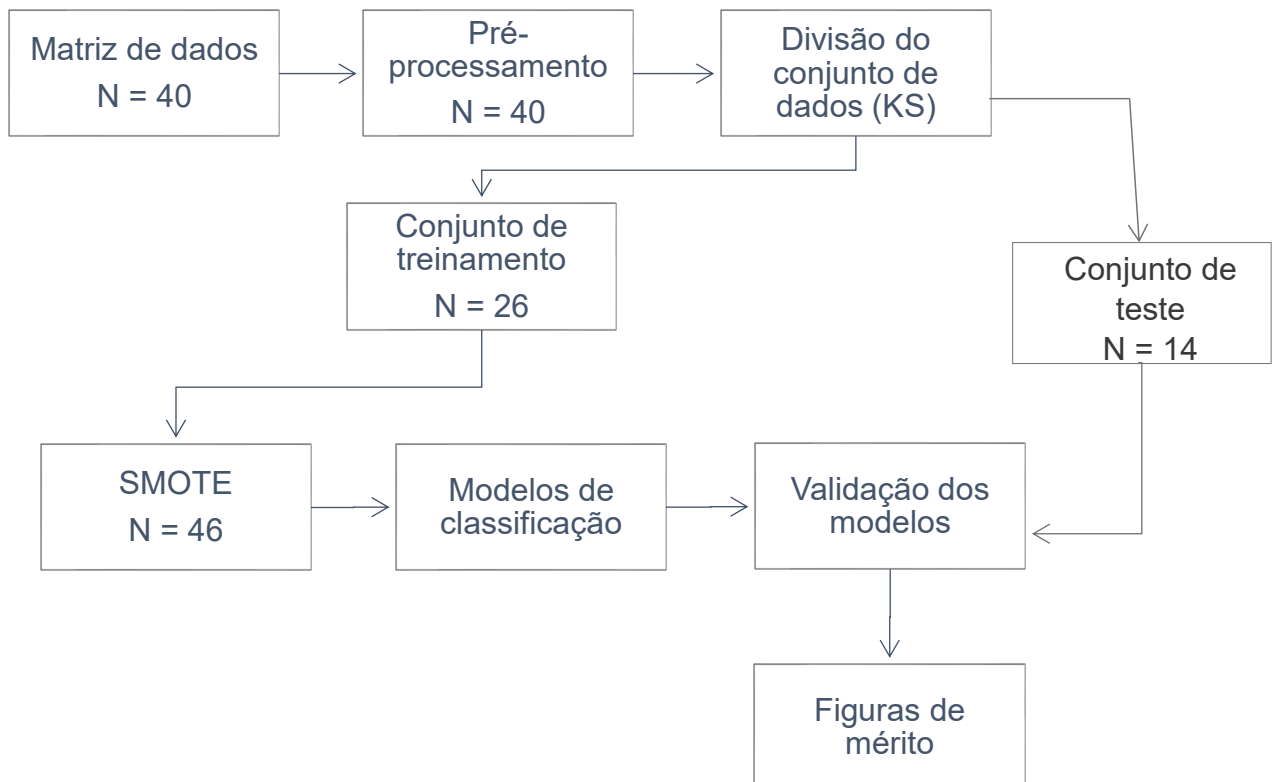 Matriz de dados
N = 40
Pré-
processamento
N = 40
Divisão do
conjunto de
dados (KS)
Conjunto de
treinamento
N = 26
Conjunto de
teste
N = 14
SMOTE
N = 46
Modelos de
classificação
Validação dos
modelos
Figuras de
mérito